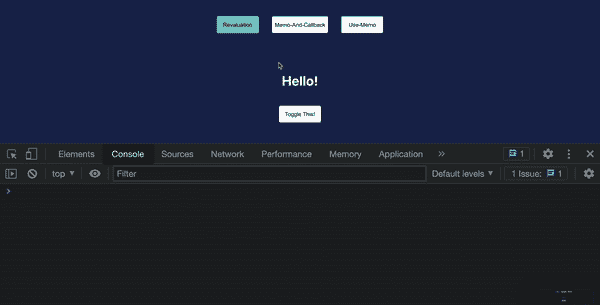 Revaluation Memo-And-Callback Use-Memo
Hello!
Toggle This!
Elements Console Sources Network Performance Memory Application » 1
top ▼ Filter Default levels ▼ 1 Issue: 1
>